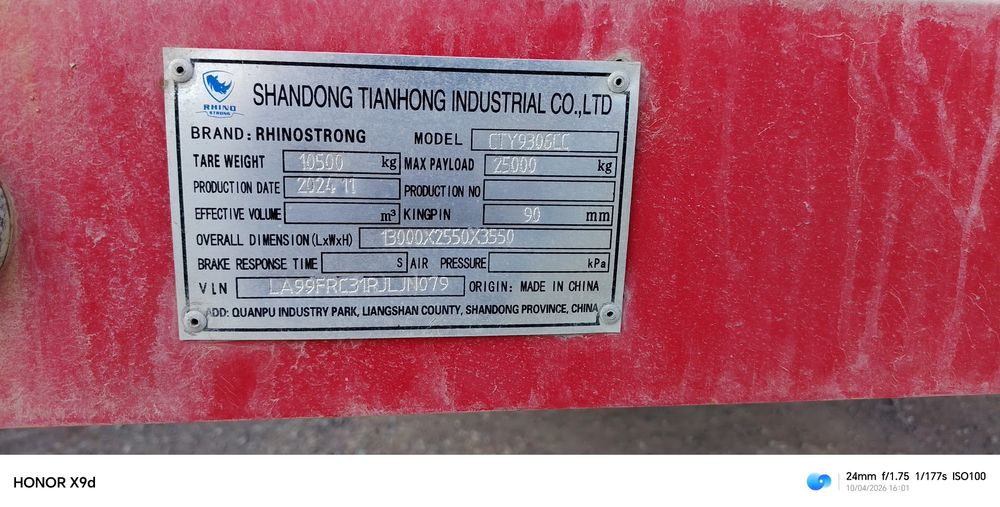 RHINO
STRONG
SHANDONG TIANHONG INDUSTRIAL CO.,LTD
BRAND: RHINOSTRONG MODEL CTY9306CC
TARE WEIGHT 10500 kg MAX PAYLOAD 25000 kg
PRODUCTION DATE 2024.11 PRODUCTION NO
EFFECTIVE VOLUME m³ KINGPIN 90 mm
OVERALL DIMENSION(LxWxH) 13000X2550X3550
BRAKE RESPONSE TIME S AIR PRESSURE kPa
VIN LA99FRC31RJLJN079 ORIGIN: MADE IN CHINA
ADD: QUANPU INDUSTRY PARK, LIANGSHAN COUNTY, SHANDONG PROVINCE, CHINA
HONOR X9d
24mm f/1.75 1/177s ISO100
10/04/2026 16:01